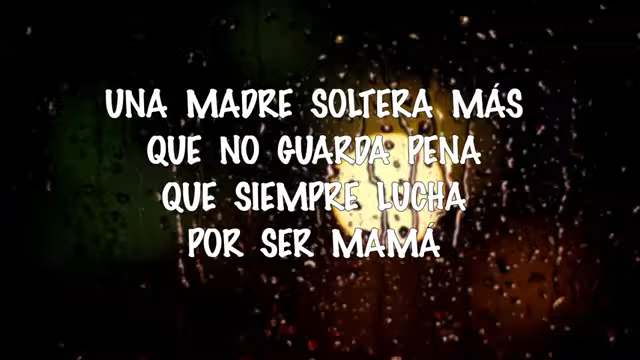 UNA MADRE SOLTERA MÁS
QUE NO GUARDA PENA
QUE SIEMPRE LUCHA
POR SER MAMÁ